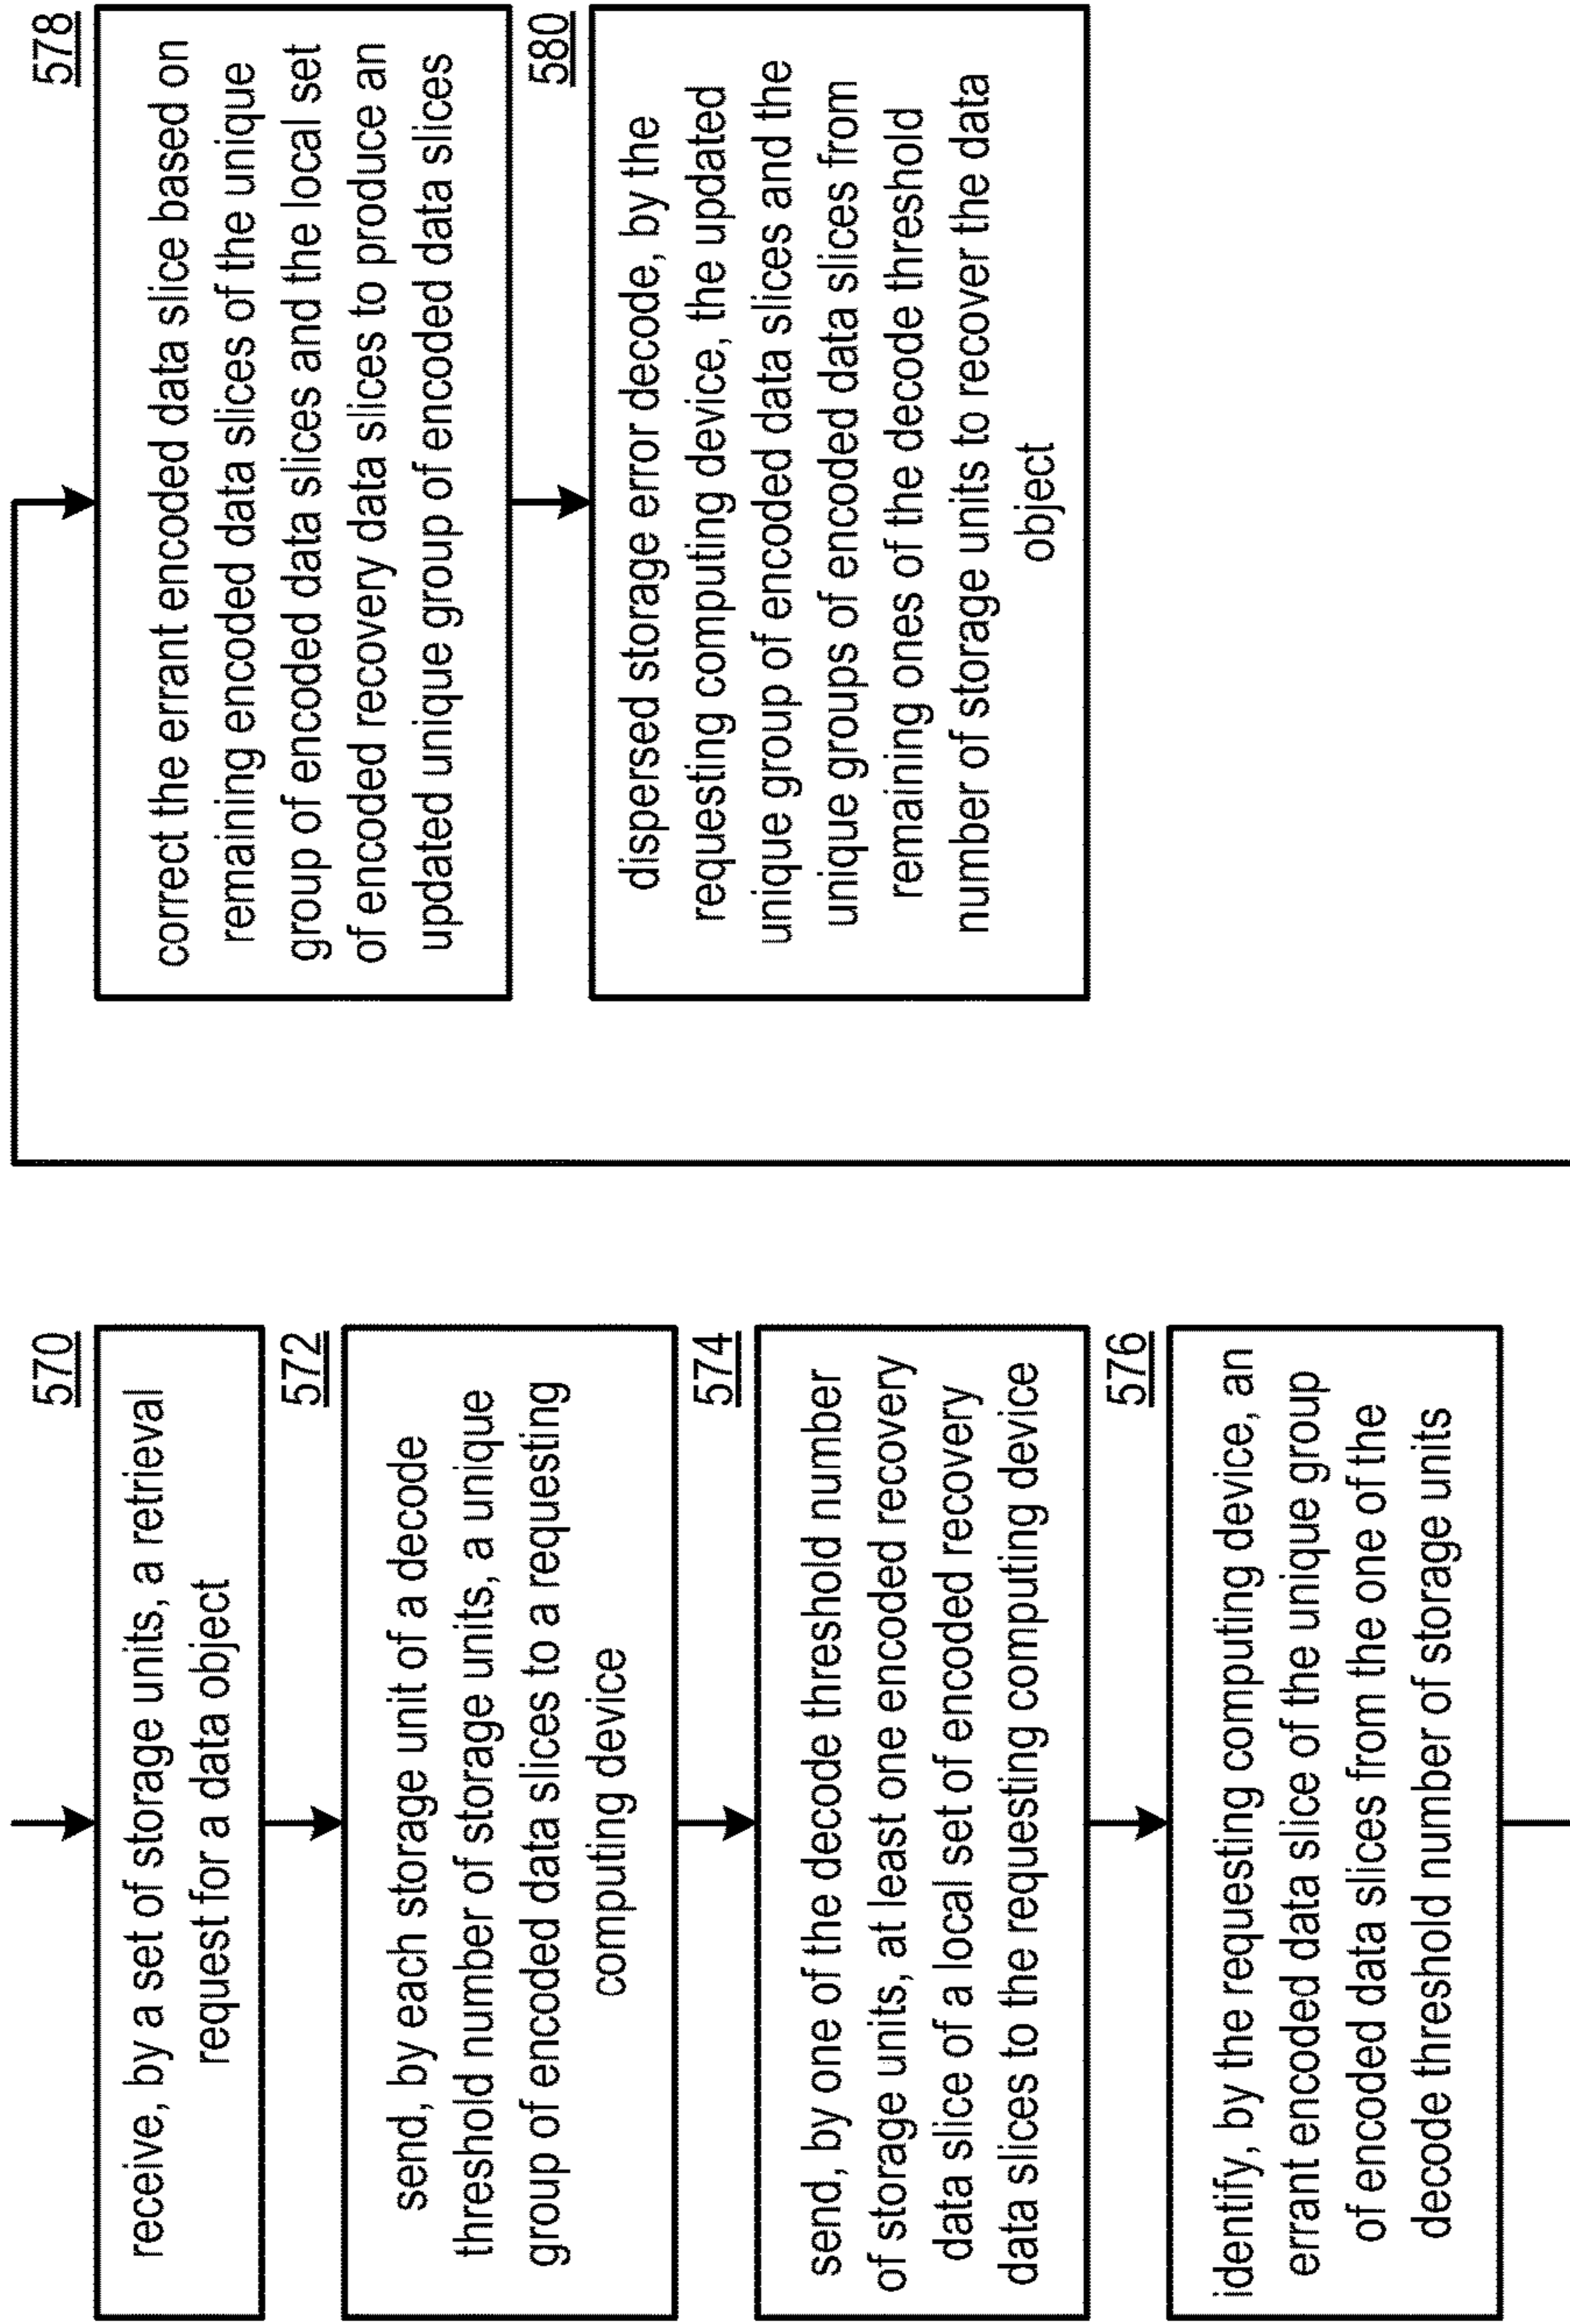 570
receive, by a set of storage units, a retrieval
request for a data object
572
send, by each storage unit of a decode
threshold number of storage units, a unique
group of encoded data slices to a requesting
computing device
574
send, by one of the decode threshold number
of storage units, at least one encoded recovery
data slice of a local set of encoded recovery
data slices to the requesting computing device
576
identify, by the requesting computing device, an
errant encoded data slice of the unique group
of encoded data slices from the one of the
decode threshold number of storage units
578
correct the errant encoded data slice based on
remaining encoded data slices of the unique
group of encoded data slices and the local set
of encoded recovery data slices to produce an
updated unique group of encoded data slices
580
dispersed storage error decode, by the
requesting computing device, the updated
unique group of encoded data slices and the
unique groups of encoded data slices from
remaining ones of the decode threshold
number of storage units to recover the data
object